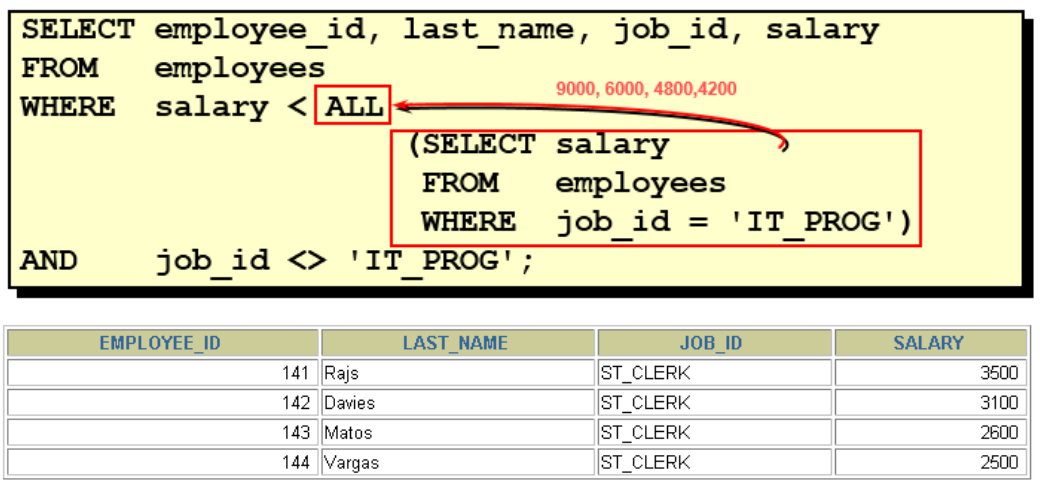 SELECT employee_id, last_name, job_id, salary
FROM employees
WHERE salary < ALL
9000, 6000, 4800,4200
(SELECT salary
FROM employees
WHERE job_id = 'IT_PROG')
AND job_id <> 'IT_PROG';
EMPLOYEE_ID LAST_NAME JOB_ID SALARY
141 Rajs ST_CLERK 3500
142 Davies ST_CLERK 3100
143 Matos ST_CLERK 2600
144 Vargas ST_CLERK 2500